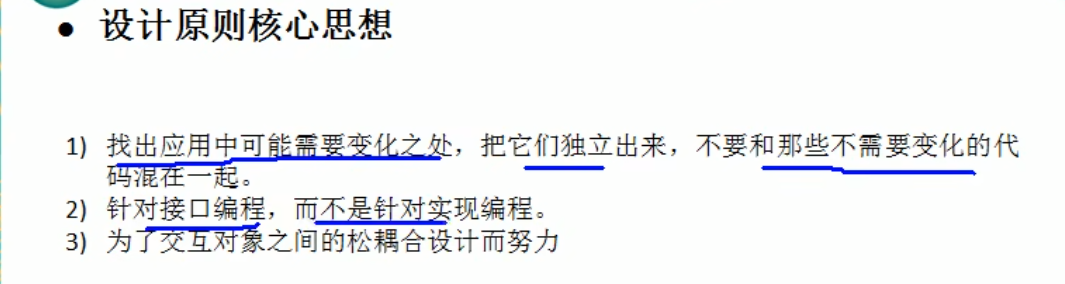 ● 设计原则核心思想
1) 找出应用中可能需要变化之处，把它们独立出来，不要和那些不需要变化的代
码混在一起。
2) 针对接口编程，而不是针对实现编程。
3) 为了交互对象之间的松耦合设计而努力